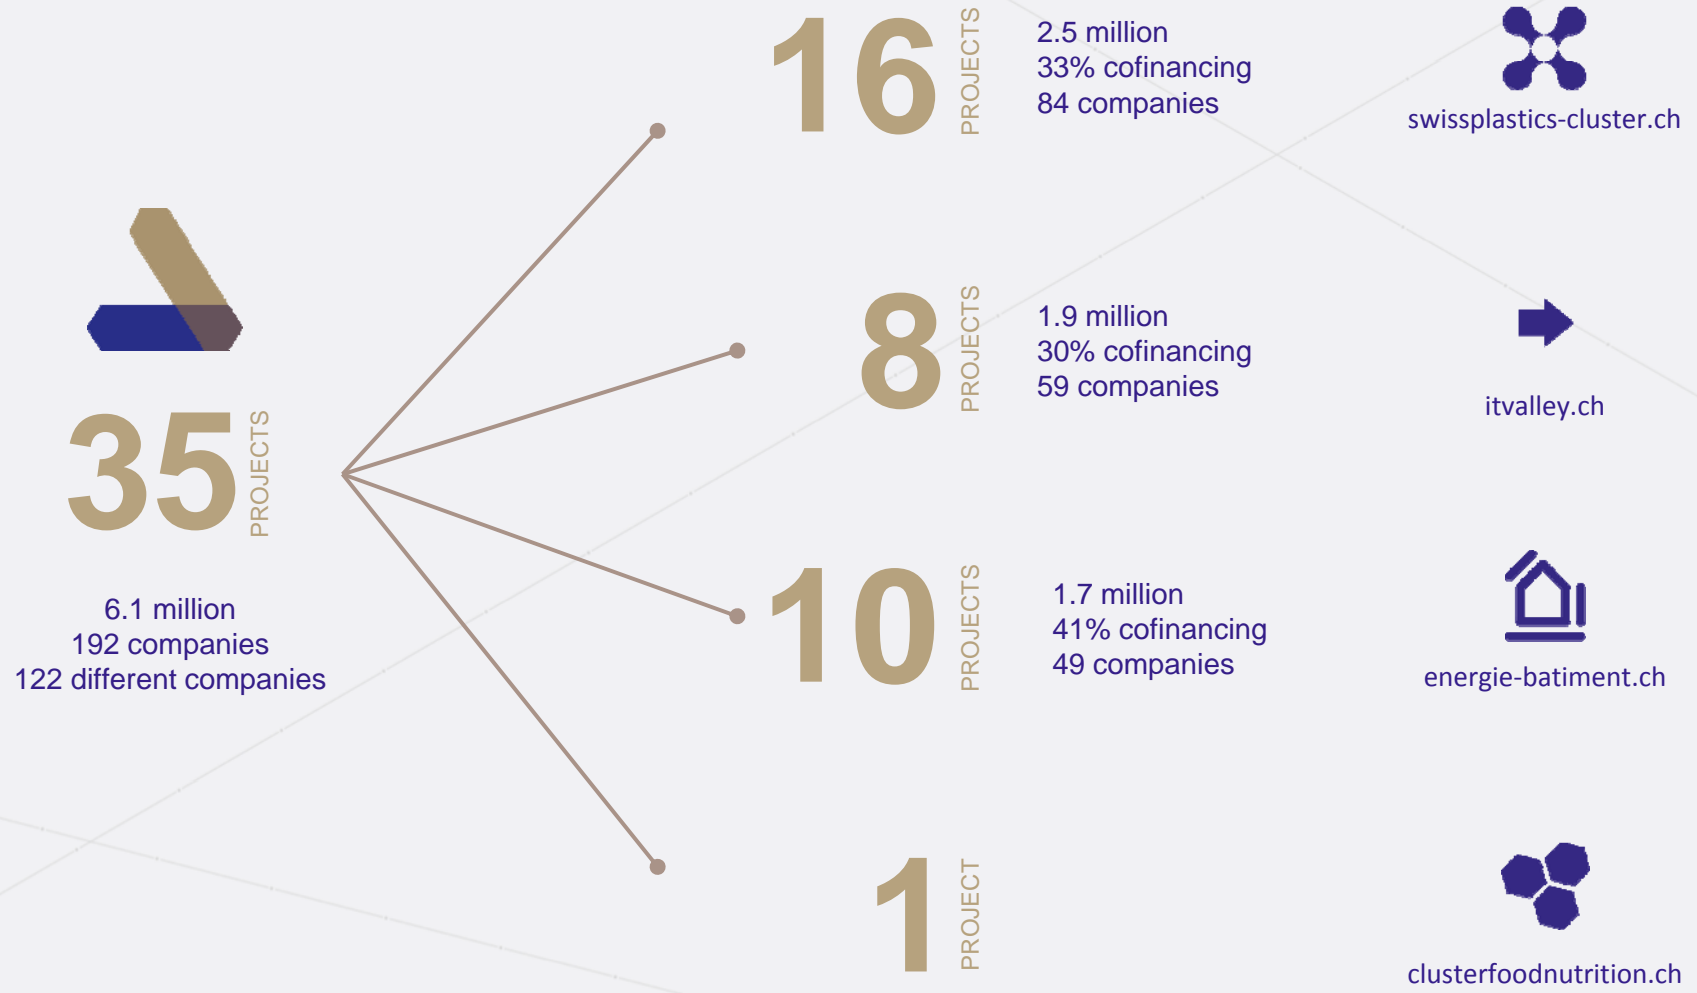 35
PROJECTS
6.1 million
192 companies
122 different companies
16
PROJECTS
2.5 million
33% cofinancing
84 companies
swissplastics-cluster.ch
8
PROJECTS
1.9 million
30% cofinancing
59 companies
itvalley.ch
10
PROJECTS
1.7 million
41% cofinancing
49 companies
energie-batiment.ch
1
PROJECT
clusterfoodnutrition.ch